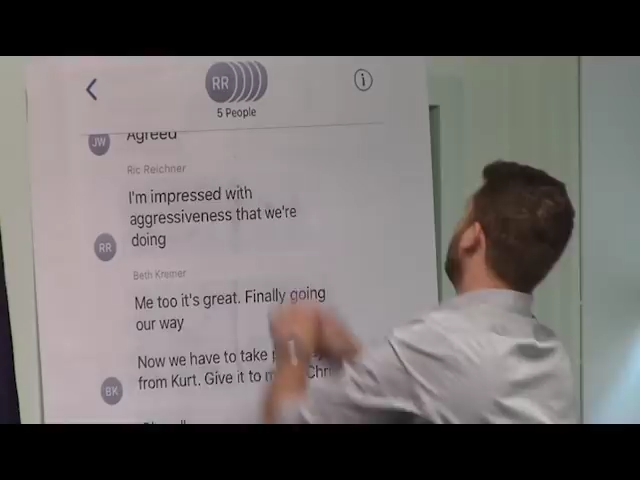 RR
5 People
JW
Agreed
Ric Reichner
I'm impressed with
aggressiveness that we're
doing
RR
Beth Kremer
Me too it's great. Finally going
our way
Now we have to take
from Kurt. Give it to
BK